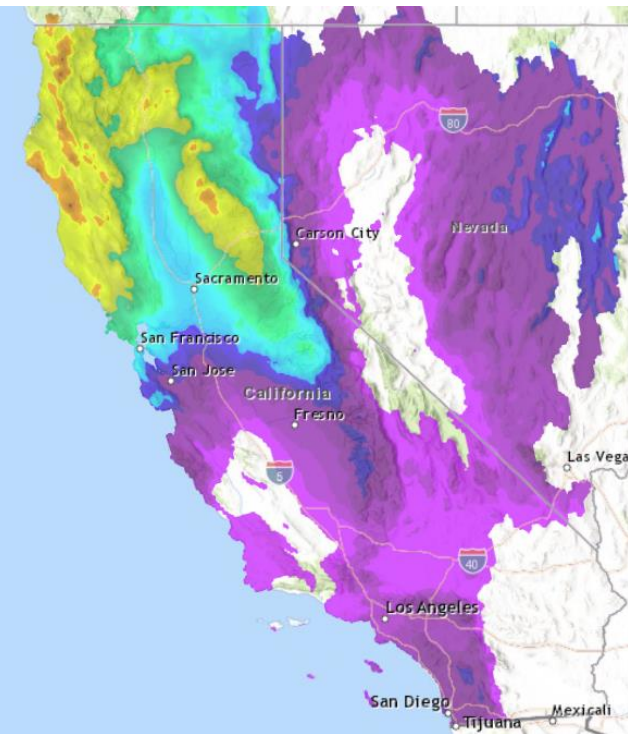 80
Nevada
Carson City
Sacramento
San Francisco
San Jose
California
Fresno
5
Las Vega
40
Los Angeles
San Diego
Mexicali
Tijuana